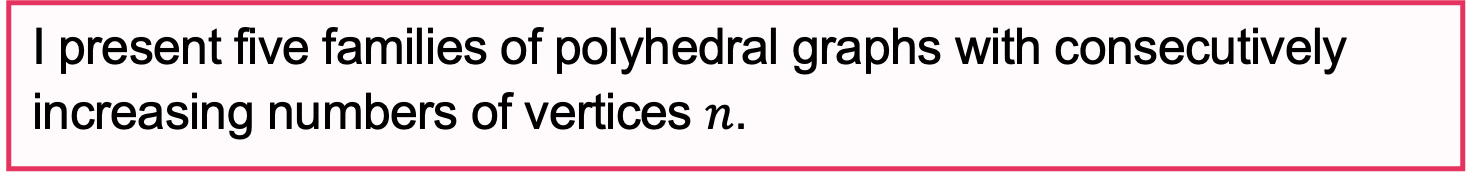 I present five families of polyhedral graphs with consecutively
increasing numbers of vertices n.